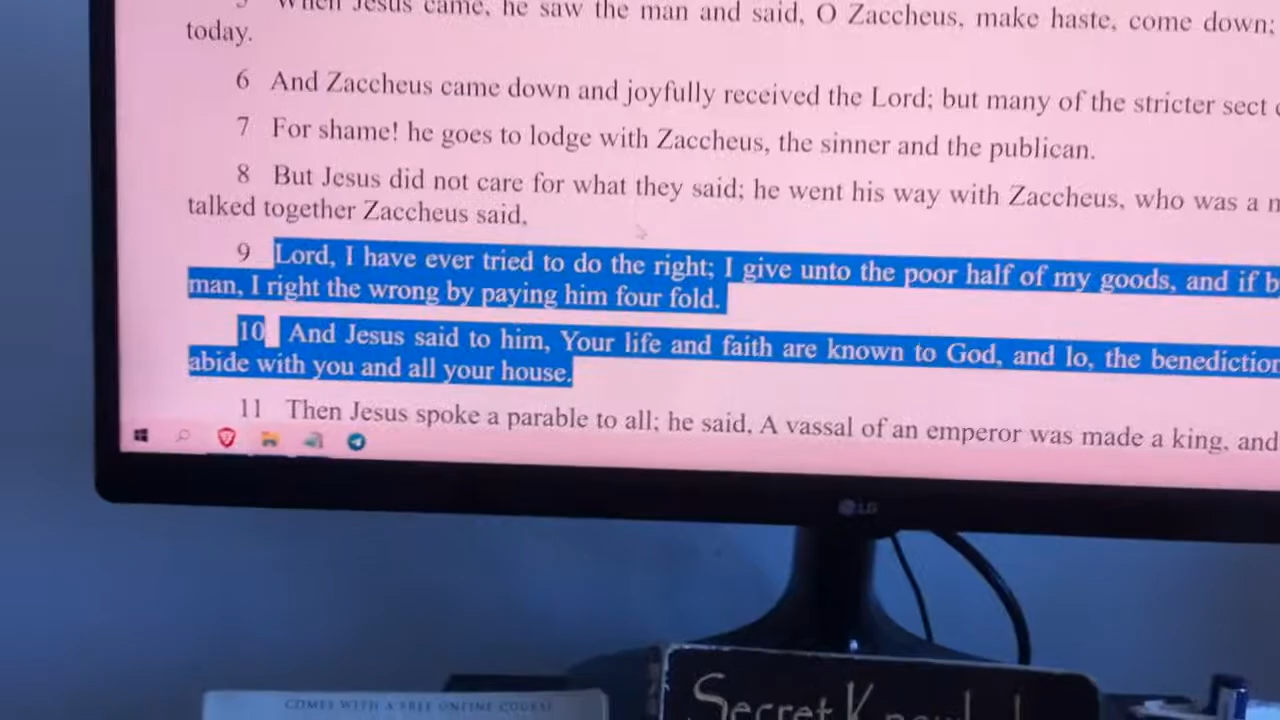 5 When Jesus came, he saw the man and said, O Zaccheus, make haste, come down;
today.
6 And Zaccheus came down and joyfully received the Lord; but many of the stricter sect
7 For shame! he goes to lodge with Zaccheus, the sinner and the publican.
8 But Jesus did not care for what they said; he went his way with Zaccheus, who was a
talked together Zaccheus said,
9 Lord, I have ever tried to do the right; I give unto the poor half of my goods, and if
man, I right the wrong by paying him four fold.
10 And Jesus said to him, Your life and faith are known to God, and lo, the benediction
abide with you and all your house.
11 Then Jesus spoke a parable to all; he said, A vassal of an emperor was made a king, and
LG
COMES WITH A FREE ONLINE COURSE
Secret